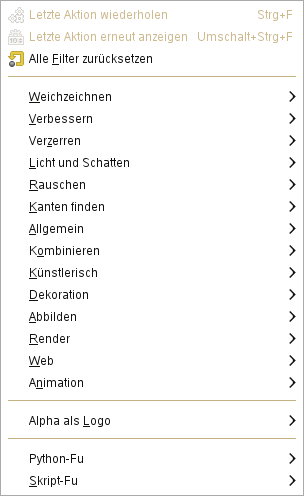 Letzte Aktion wiederholen Strg+F
Letzte Aktion erneut anzeigen Umschalt+Strg+F
Alle Filter zurücksetzen
Weichzeichnen
Verbessern
Verzerren
Licht und Schatten
Rauschen
Kanten finden
Allgemein
Kombinieren
Künstlerisch
Dekoration
Abbilden
Render
Web
Animation
Alpha als Logo
Python-Fu
Skript-Fu